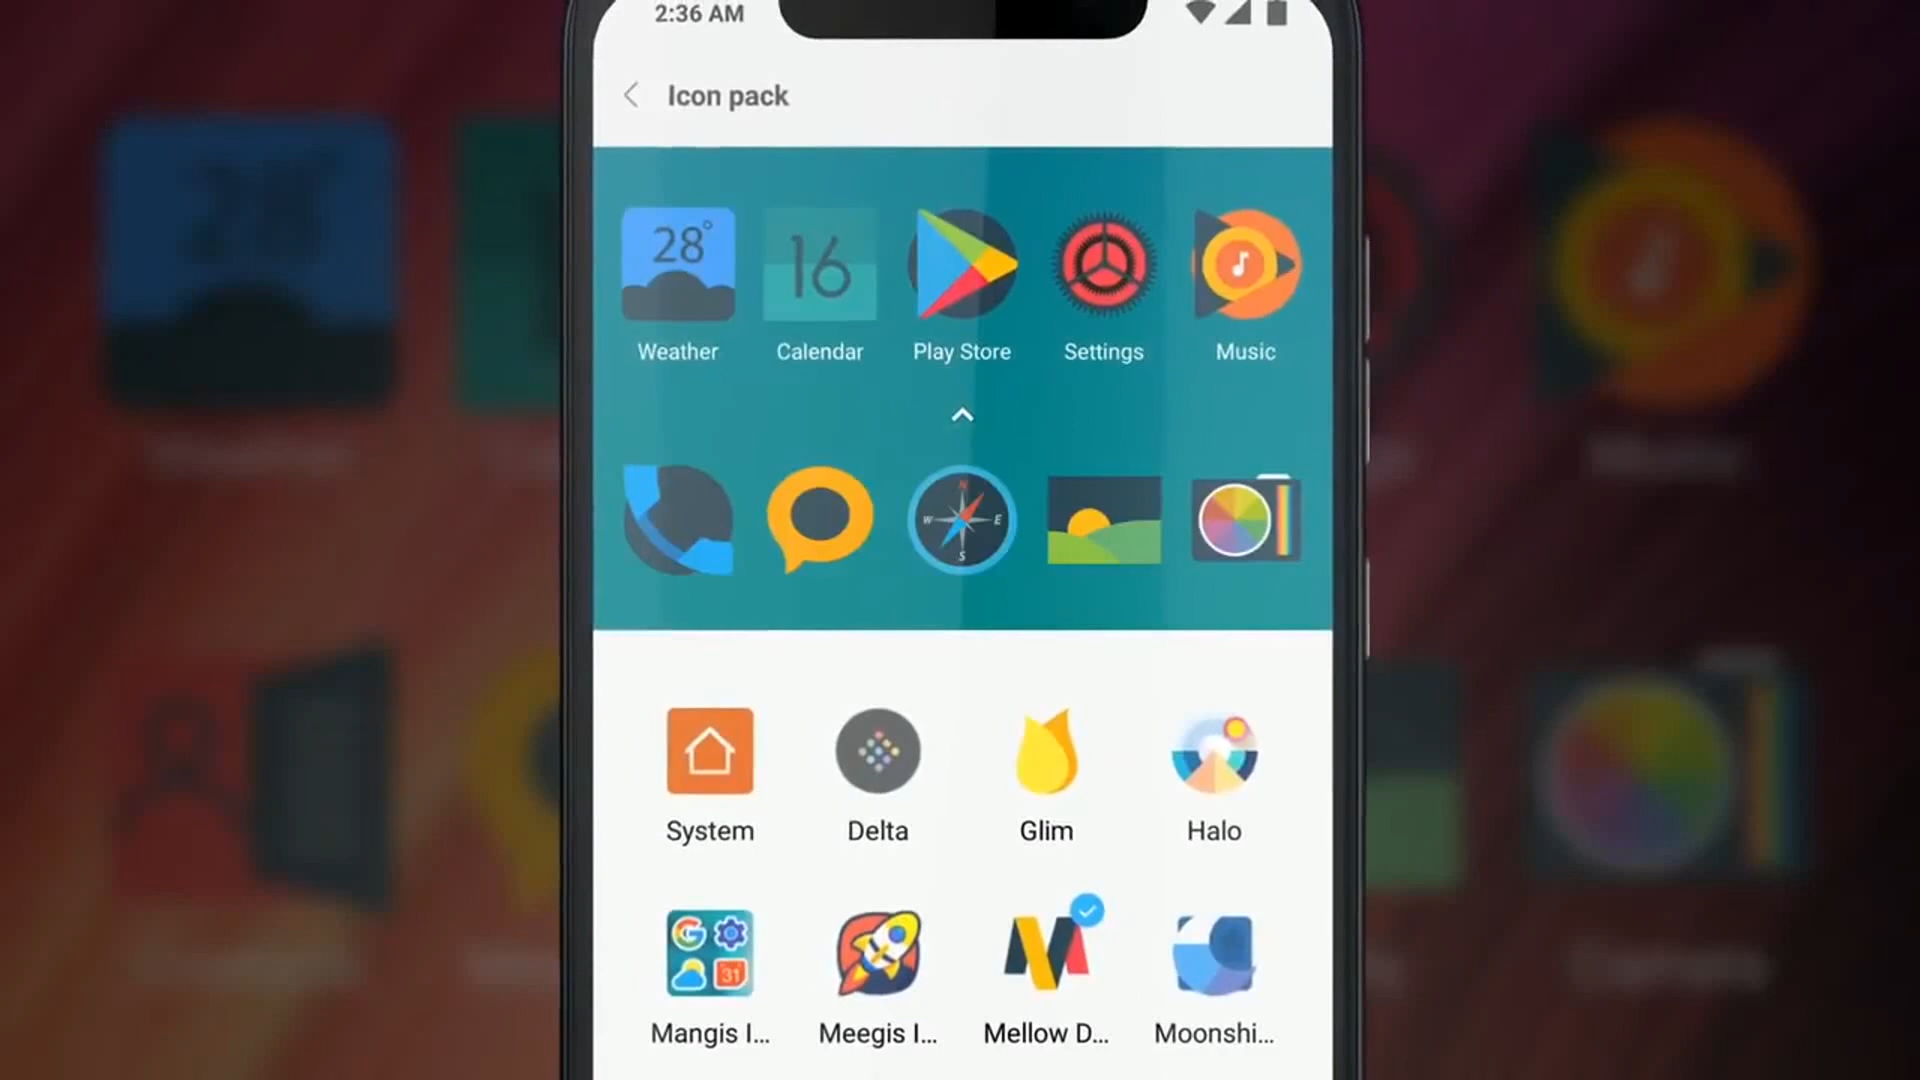 2:36 AM
Icon pack
28°
16
Weather
Calendar
Play Store
Settings
Music
N
W
E
S
System
Delta
Glim
Halo
G
31
Mangis I...
Meegis I...
Mellow D...
Moonshi...